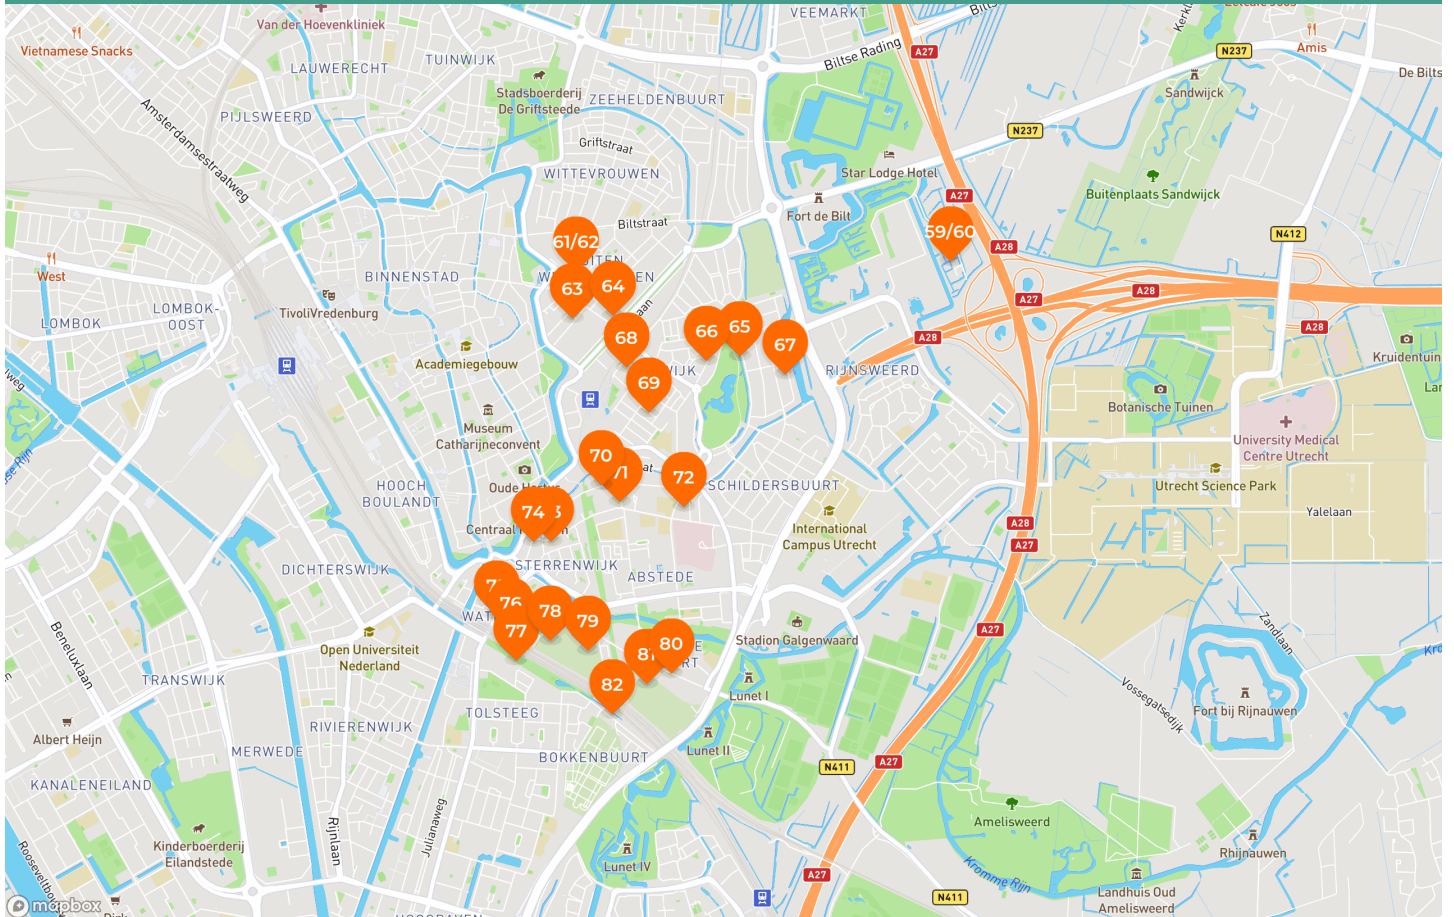 VEEMARKT
Van der Hoevenkliniek
Vietnamese Snacks
TUINWIJK
LAUWERECHT
Biltse Rading
A27
N237
Amis
De Bilts
Stadsboerderij
De Griftsteede
ZEEHELDENBUURT
Sandwijck
PIJLSWEERD
Amsterdamsestraatweg
N237
Griftstraat
WITTEVROUWEN
Star Lodge Hotel
Buitenplaats Sandwijck
A27
Fort de Bilt
Biltstraat
59/60
N412
61/62
A28
BINNENSTAD
West
63
64
A28
A27
LOMBOK-
OOST
LOMBOK
TivoliVredenburg
A28
66
65
68
67
A28
Kruidentuin
Academiegebouw
WIJK
RIJNSWEERD
69
Botanische Tuinen
Museum
Catharijneconvent
University Medical
Centre Utrecht
70
72
HOOCH
BOULANDT
SCHILDERSBUURT
Utrecht Science Park
74
Yalelaan
International
Campus Utrecht
A28
A27
STERRENWIJK
DICHTERSWIJK
ABSTEDE
76
78
79
77
A27
Zandlaan
Stadion Galgenwaard
Beneluxlaan
Open Universiteit
Nederland
80
82
TRANSWIJK
Lunet I
Vossegatsedijk
Fort bij Rijnauwen
TOLSTEEG
RIVIERENWIJK
Albert Heijn
MERWEDE
Lunet II
BOKKENBUURT
A27
N411
KANALENEILAND
Amelisweerd
Julianaweg
Rijnlaan
Kinderboerderij
Eilandstede
Rhijnauwen
Lunet IV
Kromme Rijn
A27
Landhuis Oud
Amelisweerd
N411
mapbox